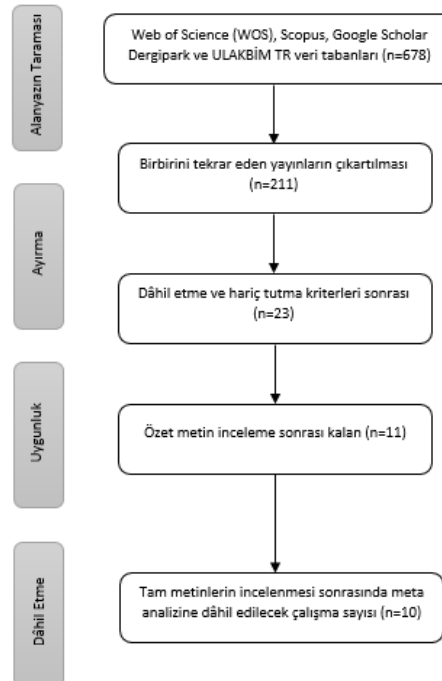 Alanyazın Taraması
Web of Science (WOS), Scopus, Google Scholar
Dergipark ve ULAKBİM TR veri tabanları (n=678)
Birbirini tekrar eden yayınların çıkartılması
(n=211)
Ayırma
Dâhil etme ve hariç tutma kriterleri sonrası
(n=23)
Uygunluk
Özet metin inceleme sonrası kalan (n=11)
Dâhil Etme
Tam metinlerin incelenmesi sonrasında meta
analizine dâhil edilecek çalışma sayısı (n=10)